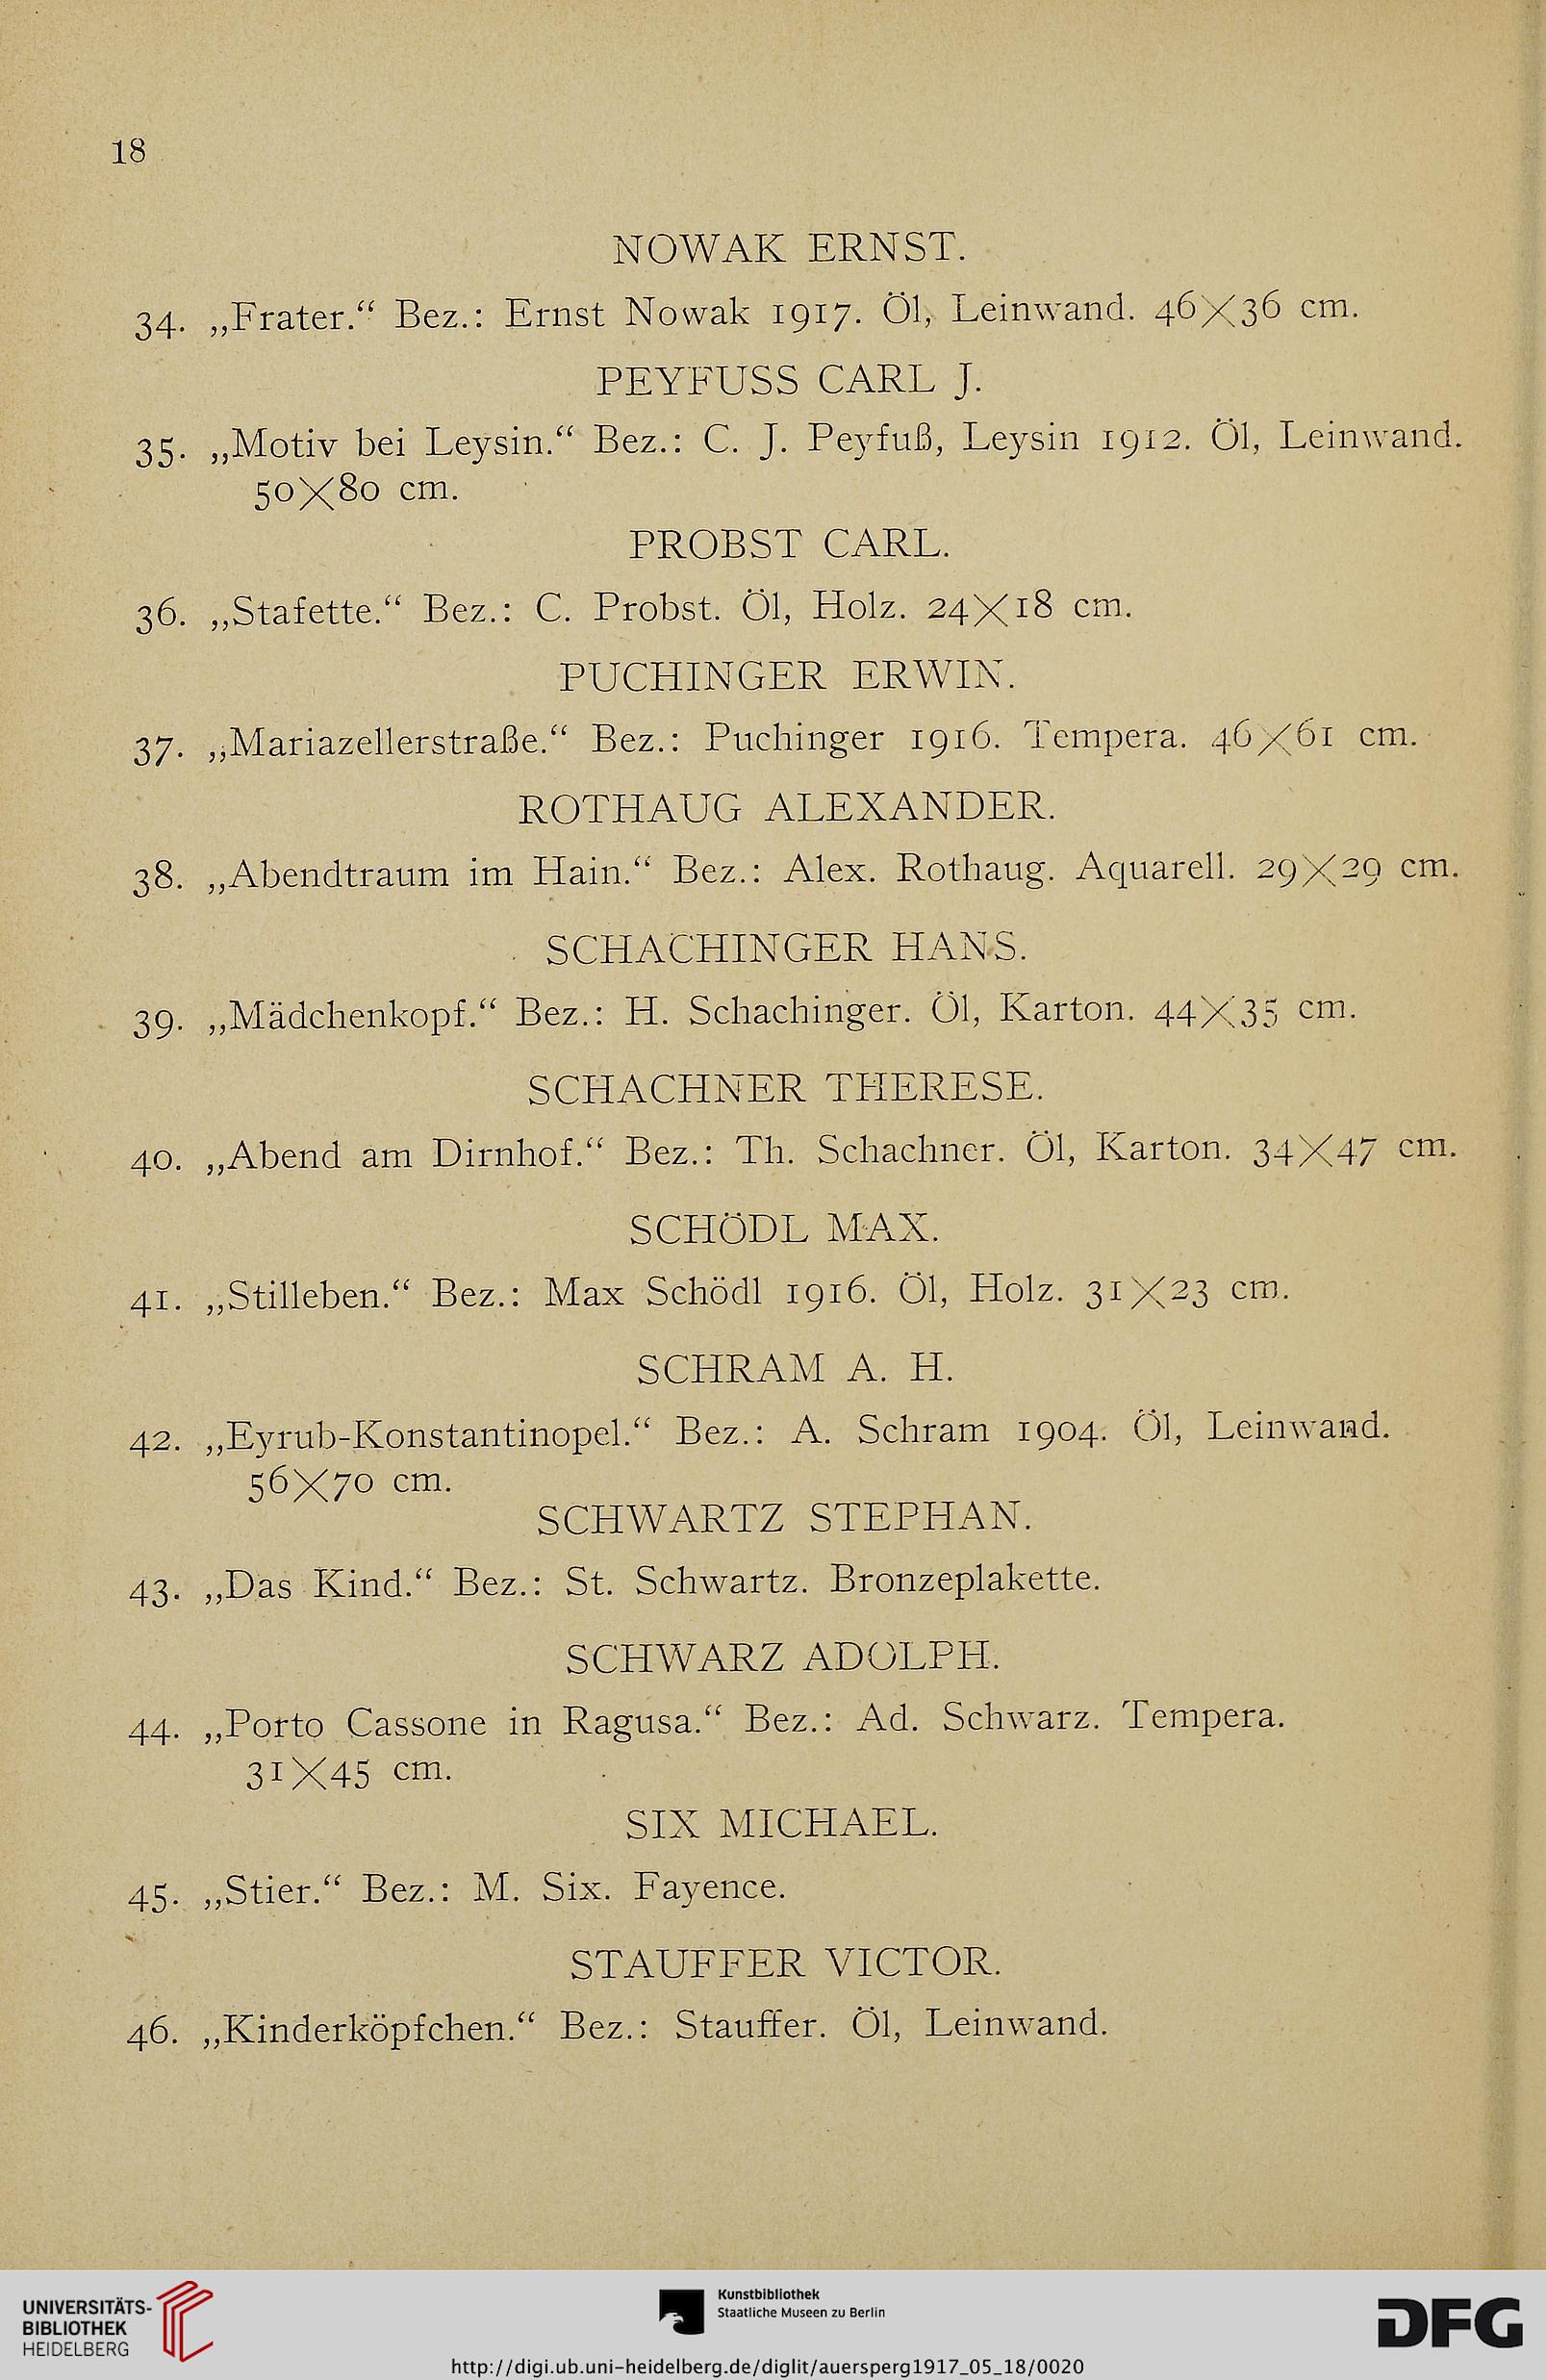 18
NOWAK ERNST.
34. „Frater.“ Bez.: Ernst Nowak 1917. Öl, Leinwand. 46×36 cm.
PEYFUSS CARL J.
35. „Motiv bei Leysin.“ Bez.: C. J. Peyfuß, Leysin 1912. Öl, Leinwand.
50×80 cm.
PROBST CARL.
36. „Stafette.“ Bez.: C. Probst. Öl, Holz. 24×18 cm.
PUCHINGER ERWIN.
37. „Mariazellerstraße.“ Bez.: Puchinger 1916. Tempera. 46×61 cm.
ROTHAUG ALEXANDER.
38. „Abendtraum im Hain.“ Bez.: Alex. Rothaug. Aquarell. 29×29 cm.
SCHACHINGER HANS.
39. „Mädchenkopf.“ Bez.: H. Schachinger. Öl, Karton. 44×35 cm.
SCHACHNER THERESE.
40. „Abend am Dirnhof.“ Bez.: Th. Schachner. Öl, Karton. 34×47 cm.
SCHÖDL MAX.
41. „Stilleben.“ Bez.: Max Schödl 1916. Öl, Holz. 31×23 cm.
SCHRAM A. H.
42. „Eyrub-Konstantinopel.“ Bez.: A. Schram 1904. Öl, Leinwand.
56×70 cm.
SCHWARTZ STEPHAN.
43. „Das Kind.“ Bez.: St. Schwartz. Bronzeplakette.
SCHWARZ ADOLPH.
44. „Porto Cassone in Ragusa.“ Bez.: Ad. Schwarz. Tempera.
31×45 cm.
SIX MICHAEL.
45. „Stier.“ Bez.: M. Six. Fayence.
STAUFFER VICTOR.
46. „Kinderköpfchen.“ Bez.: Stauffer. Öl, Leinwand.
UNIVERSITÄTS-
BIBLIOTHEK
HEIDELBERG
Kunstbibliothek
Staatliche Museen zu Berlin
DFG
http://digi.ub.uni-heidelberg.de/diglit/auersperg1917_05_18/0020